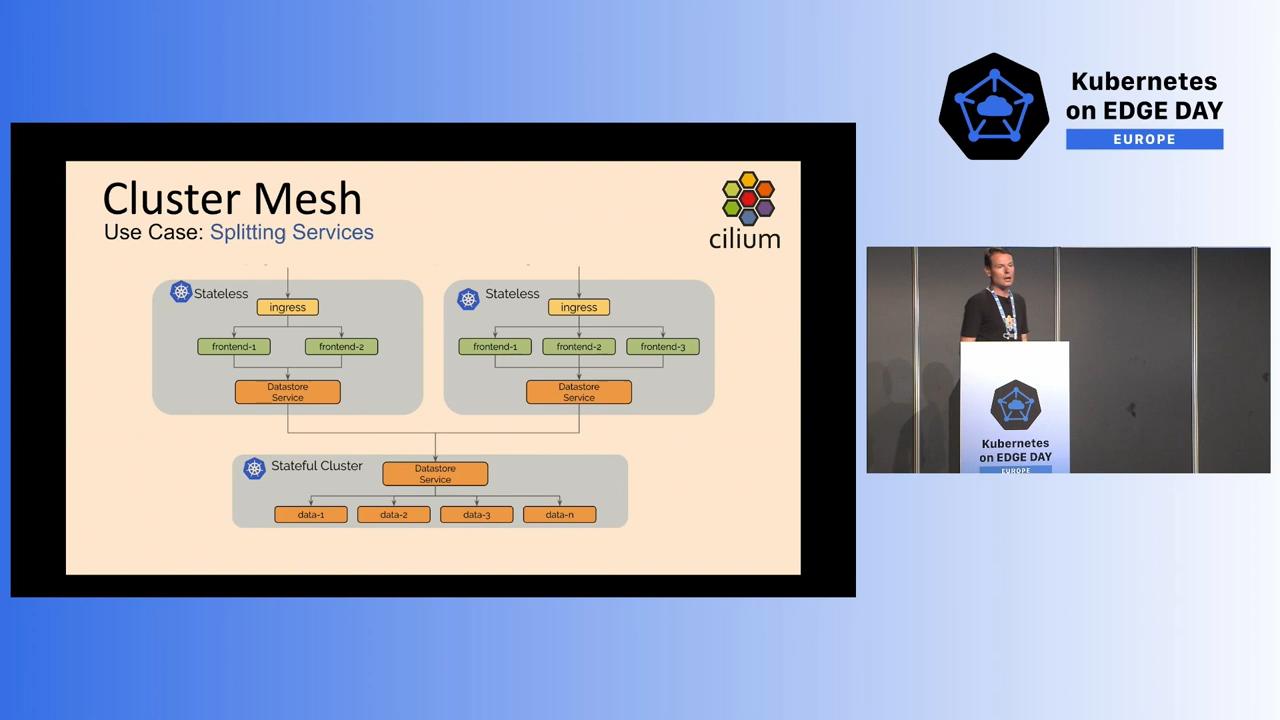 Kubernetes
on EDGE DAY
EUROPE
Cluster Mesh
Use Case: Splitting Services
cilium
Stateless
ingress
frontend-1
frontend-2
Datastore
Service
Stateless
ingress
frontend-1
frontend-2
frontend-3
Datastore
Service
Stateful Cluster
Datastore
Service
data-1
data-2
data-3
data-n
Kubernetes
on EDGE DAY
EUROPE